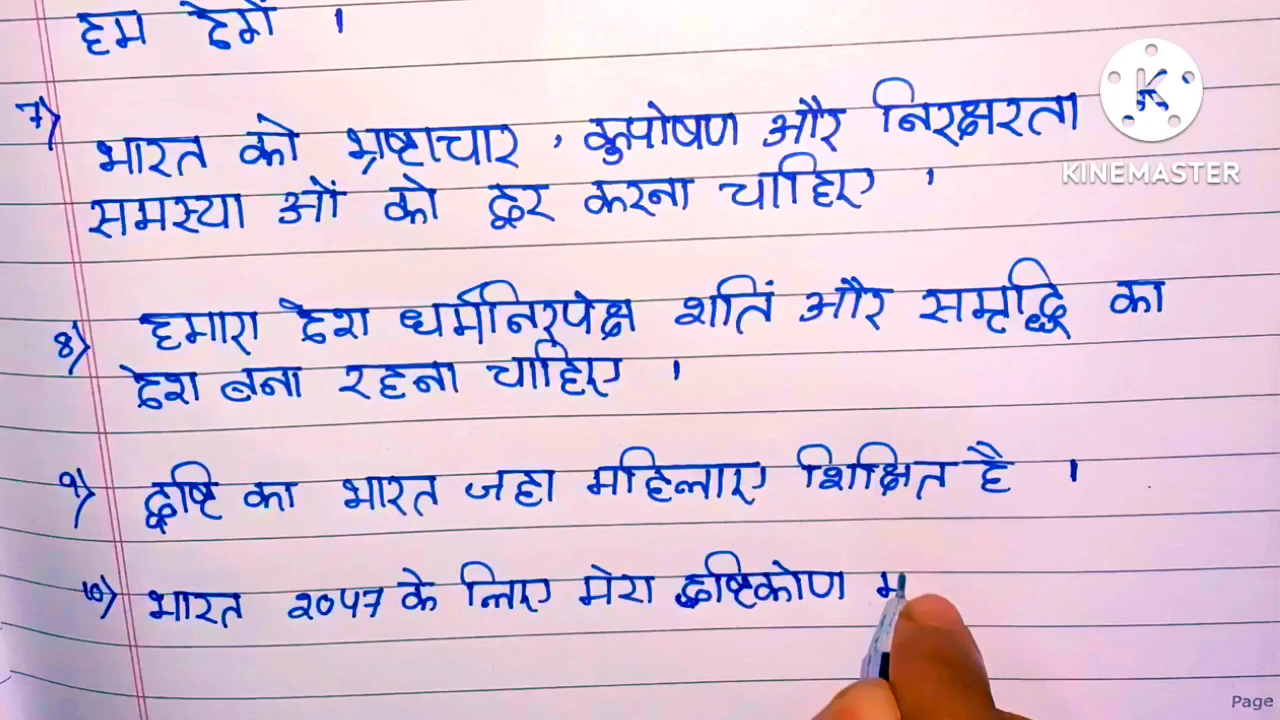 हम देगें ।
7)
भारत को भ्रष्टाचार , कुपोषण और निरक्षरता
समस्या ओं को दूर करना चाहिए ।
8) हमारा देश धर्मनिरपेक्ष शतिं और समृद्धि का
देश बना रहना चाहिए ।
9) दृष्टि का भारत जहा महिलाए शिक्षित है ।
10) भारत 2047 के लिए मेरा दृष्टिकोण
K
KINEMASTER
Page